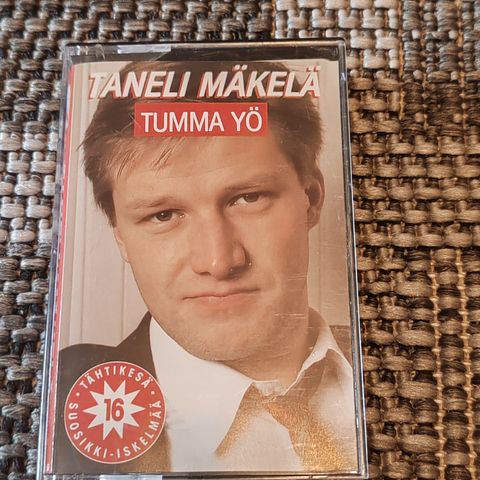 TANELI MÄKELÄ
TUMMA YÖ
TÄHTIKESÄ
16
SUOSIKKI-ISKELMÄÄ